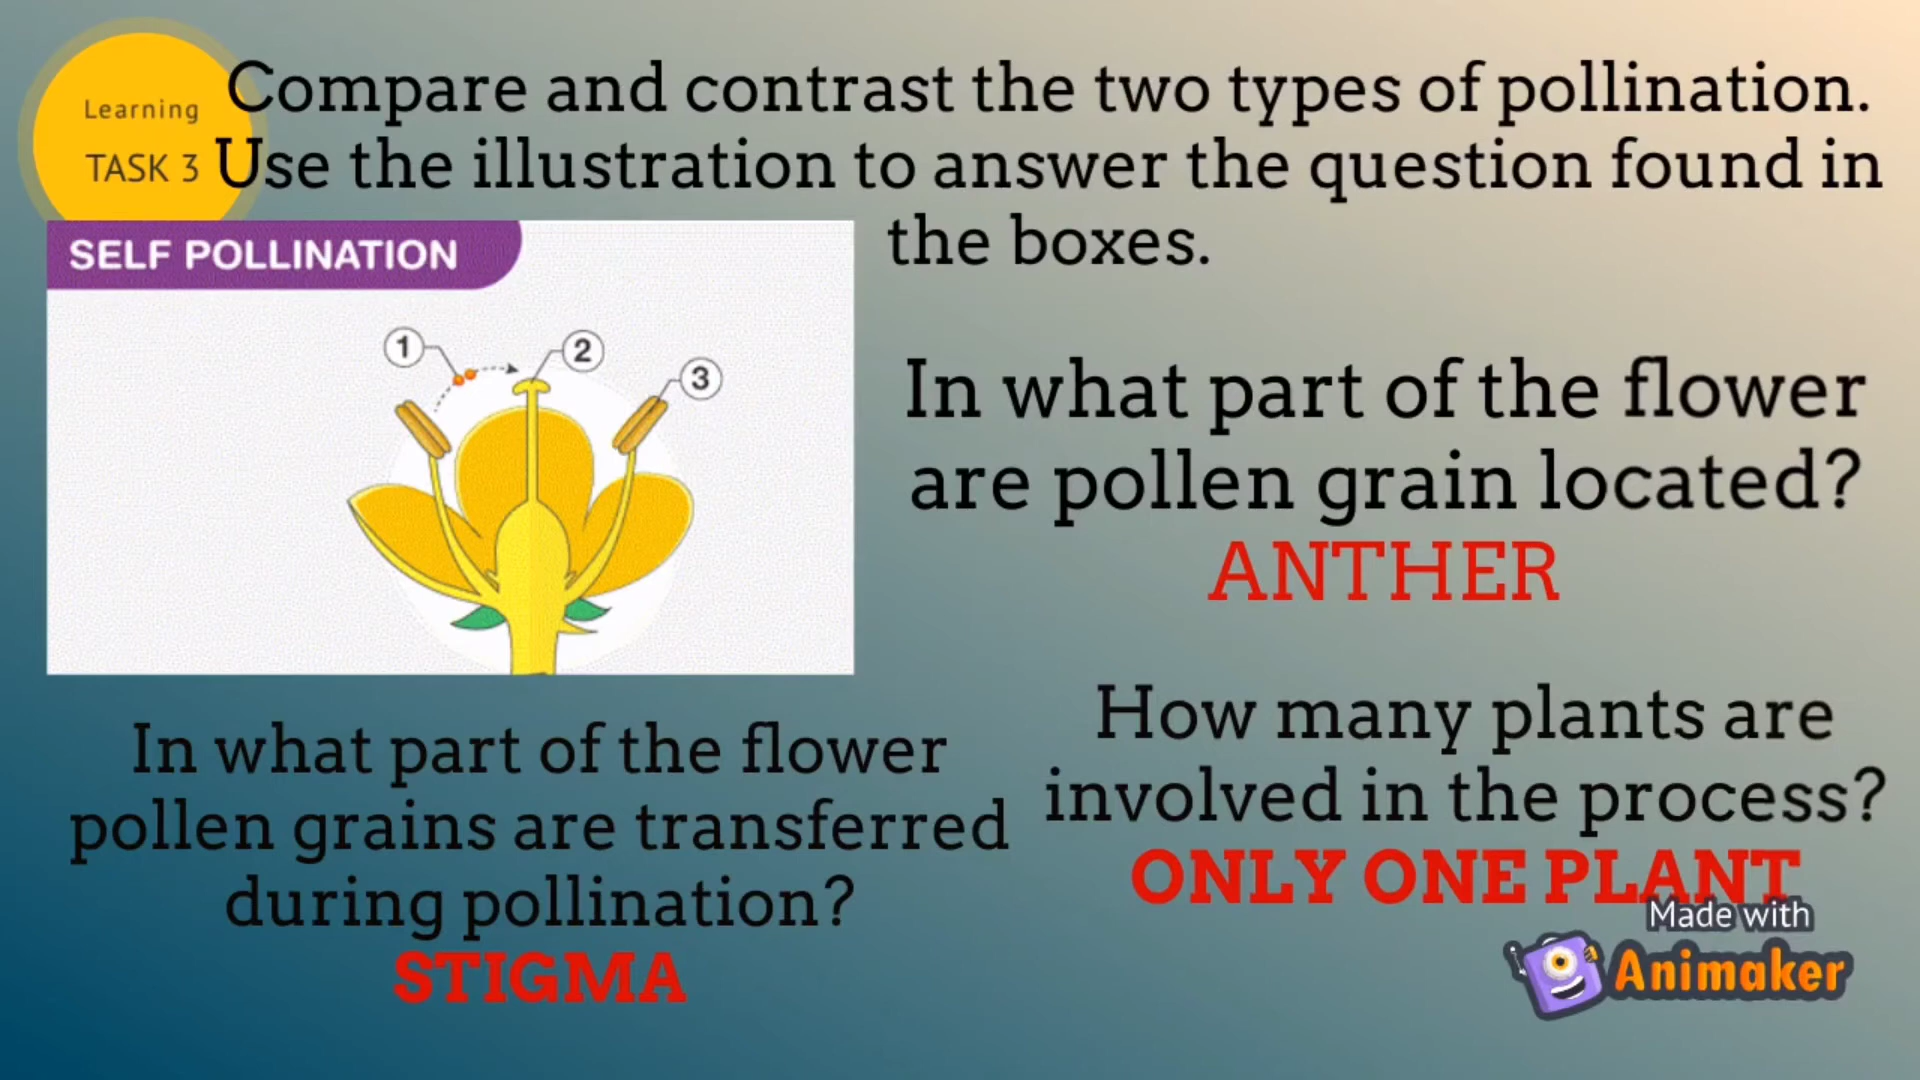 Learning
TASK 3
Compare and contrast the two types of pollination.
Use the illustration to answer the question found in
the boxes.
SELF POLLINATION
1
2
3
In what part of the flower
are pollen grain located?
ANTHER
In what part of the flower
pollen grains are transferred
during pollination?
STIGMA
How many plants are
involved in the process?
ONLY ONE PLANT
Made with
Animaker